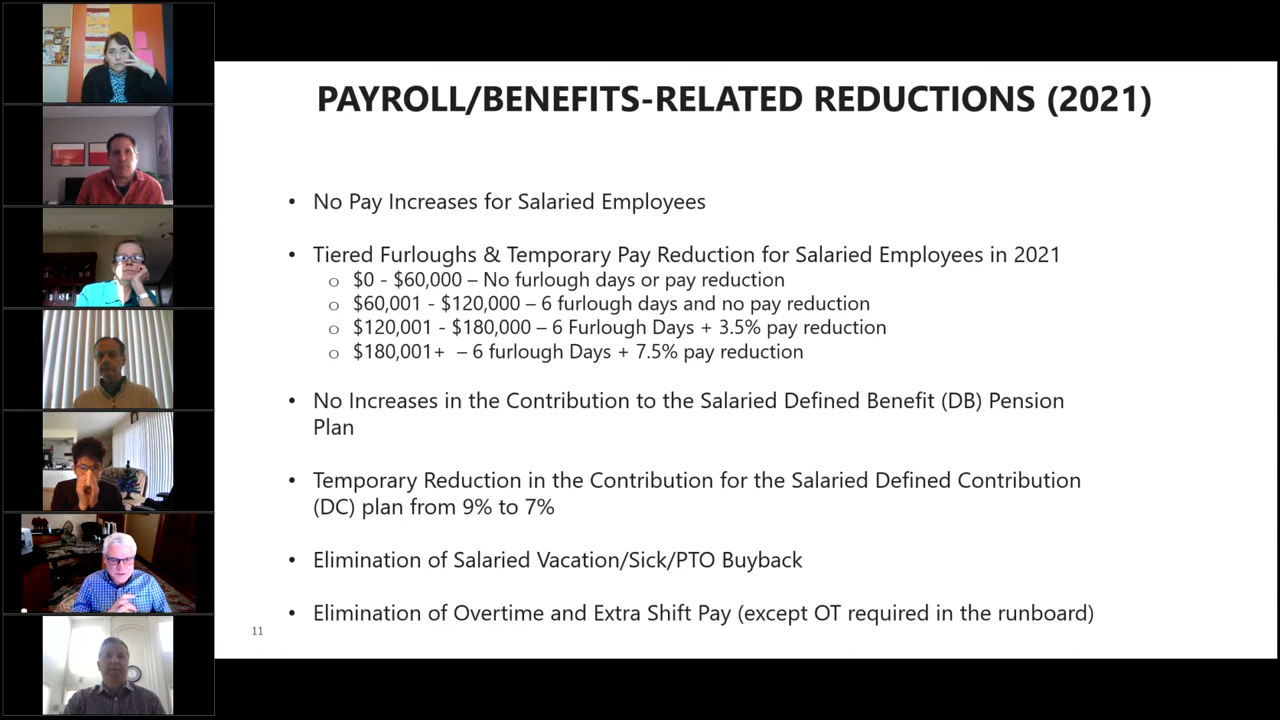 PAYROLL/BENEFITS-RELATED REDUCTIONS (2021)
• No Pay Increases for Salaried Employees
• Tiered Furloughs & Temporary Pay Reduction for Salaried Employees in 2021
o $0 - $60,000 – No furlough days or pay reduction
o $60,001 - $120,000 – 6 furlough days and no pay reduction
o $120,001 - $180,000 – 6 Furlough Days + 3.5% pay reduction
o $180,001+ – 6 furlough Days + 7.5% pay reduction
• No Increases in the Contribution to the Salaried Defined Benefit (DB) Pension
Plan
• Temporary Reduction in the Contribution for the Salaried Defined Contribution
(DC) plan from 9% to 7%
• Elimination of Salaried Vacation/Sick/PTO Buyback
• Elimination of Overtime and Extra Shift Pay (except OT required in the runboard)
11